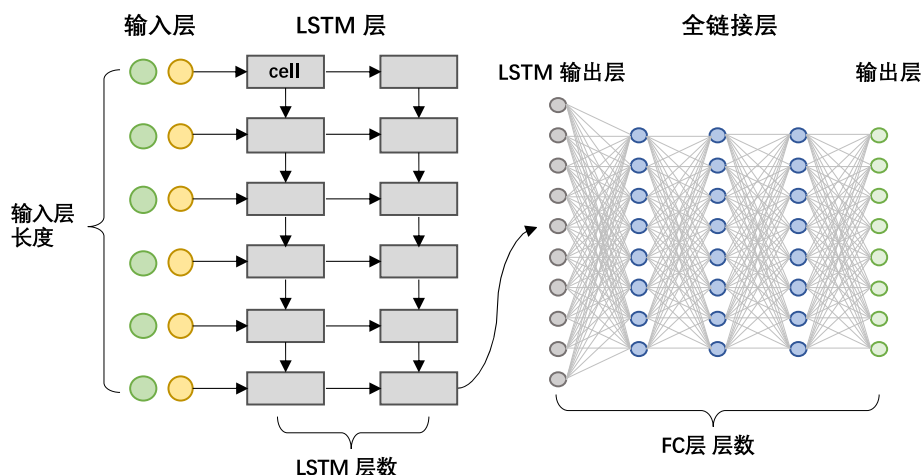 输入层
LSTM 层
全链接层
LSTM 输出层
输出层
cell
输入层
长度
LSTM 层数
FC层 层数